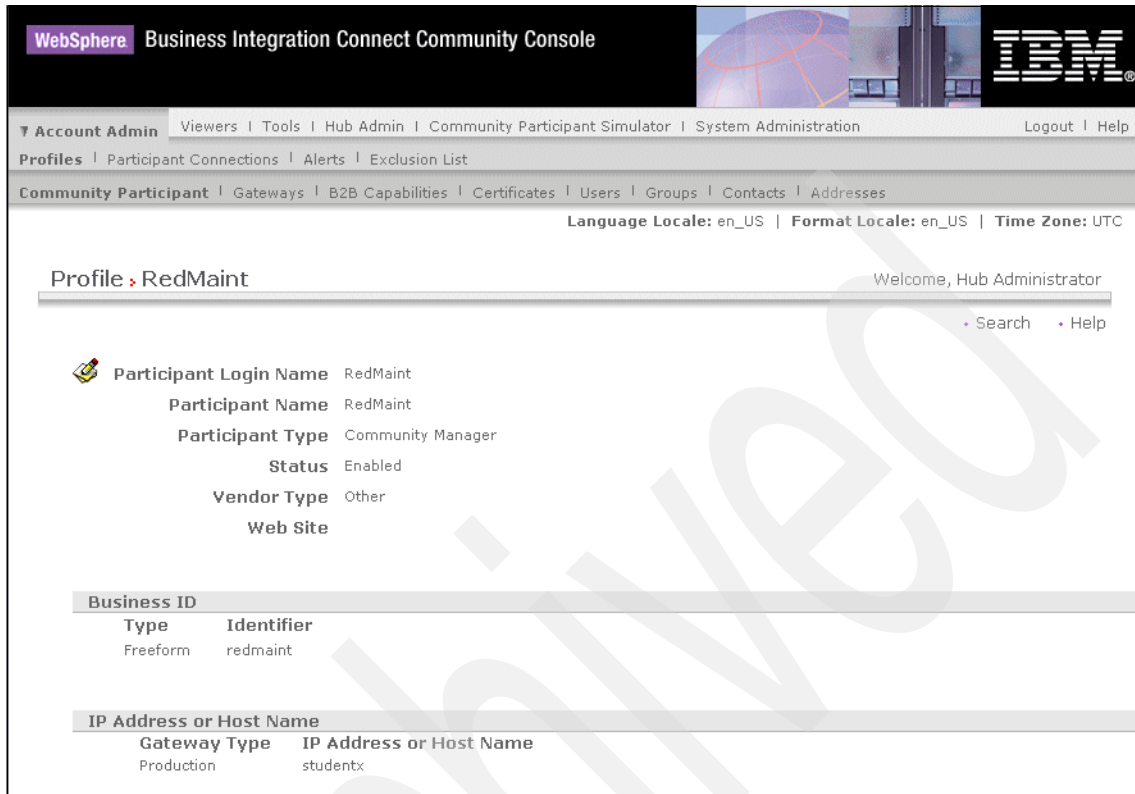 WebSphere. Business Integration Connect Community Console
IBM®
Account Admin Viewers | Tools | Hub Admin | Community Participant Simulator | System Administration Logout | Help
Profiles | Participant Connections | Alerts | Exclusion List
Community Participant | Gateways | B2B Capabilities | Certificates | Users | Groups | Contacts | Addresses
Language Locale: en_US | Format Locale: en_US | Time Zone: UTC
Profile RedMaint Welcome, Hub Administrator
Search Help
Participant Login Name RedMaint
Participant Name RedMaint
Participant Type Community Manager
Status Enabled
Vendor Type Other
Web Site
Business ID
Type Identifier
Freeform redmaint
IP Address or Host Name
Gateway Type IP Address or Host Name
Production studentx